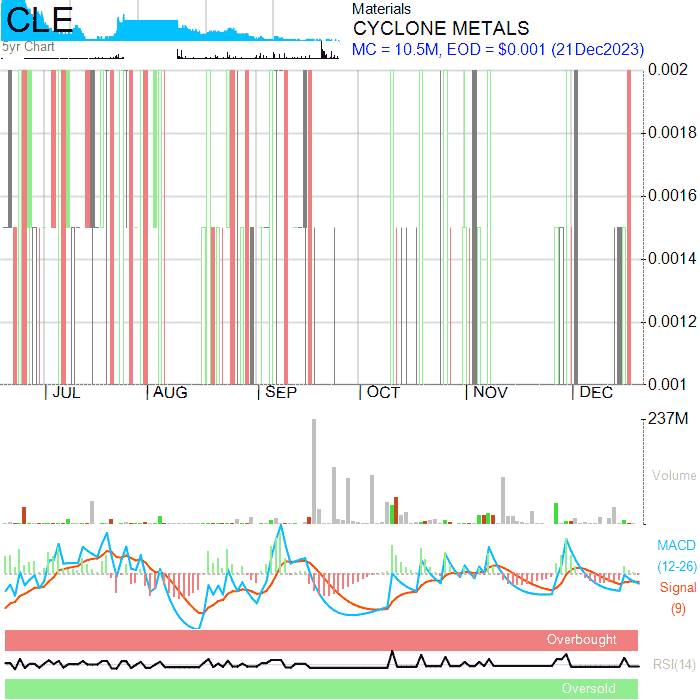 CLE
5yr Chart
Materials
CYCLONE METALS
MC = 10.5M, EOD = $0.001 (21Dec2023)
0.002
0.0018
0.0016
0.0014
0.0012
0.001
JUL AUG SEP OCT NOV DEC
237M
Volume
MACD
(12-26)
Signal
(9)
Overbought
RSI(14)
Oversold